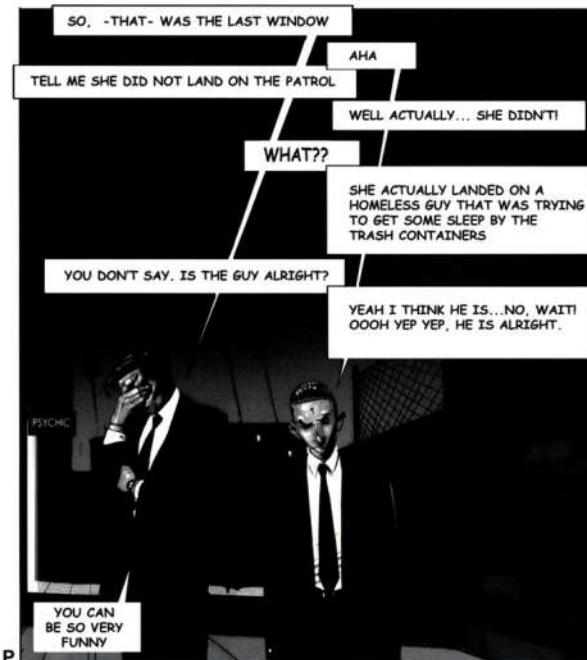 SO, -THAT- WAS THE LAST WINDOW
AHA
TELL ME SHE DID NOT LAND ON THE PATROL
WELL ACTUALLY... SHE DIDN'T!
WHAT??
SHE ACTUALLY LANDED ON A
HOMELESS GUY THAT WAS TRYING
TO GET SOME SLEEP BY THE
TRASH CONTAINERS
YOU DON'T SAY. IS THE GUY ALRIGHT?
YEAH I THINK HE IS...NO, WAIT!
OOOH YEP YEP, HE IS ALRIGHT.
PSYCHIC
YOU CAN
BE SO VERY
FUNNY
P